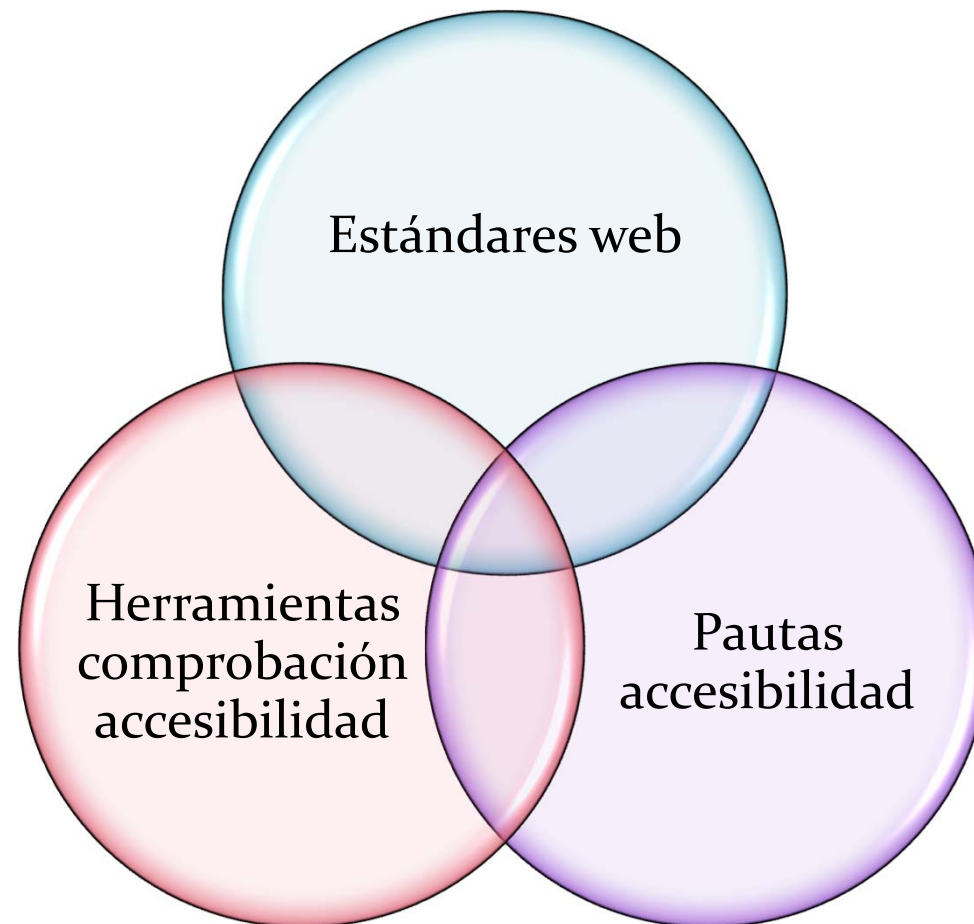 Estándares web
Herramientas
comprobación
accesibilidad
Pautas
accesibilidad